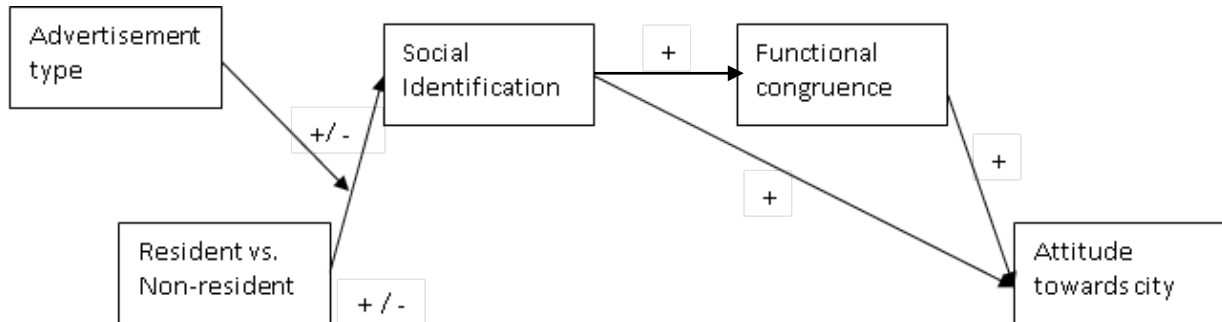 Advertisement
type
Social
Identification
+
Functional
congruence
+/ -
+
+
Resident vs.
Non-resident
+ / -
Attitude
towards city